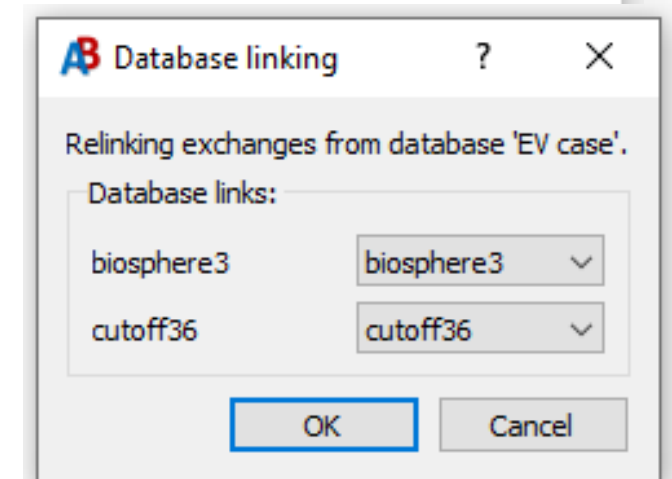 AB Database linking ?
Relinking exchanges from database 'EV case'.
Database links:
biosphere3 biosphere3
cutoff36 cutoff36
OK Cancel